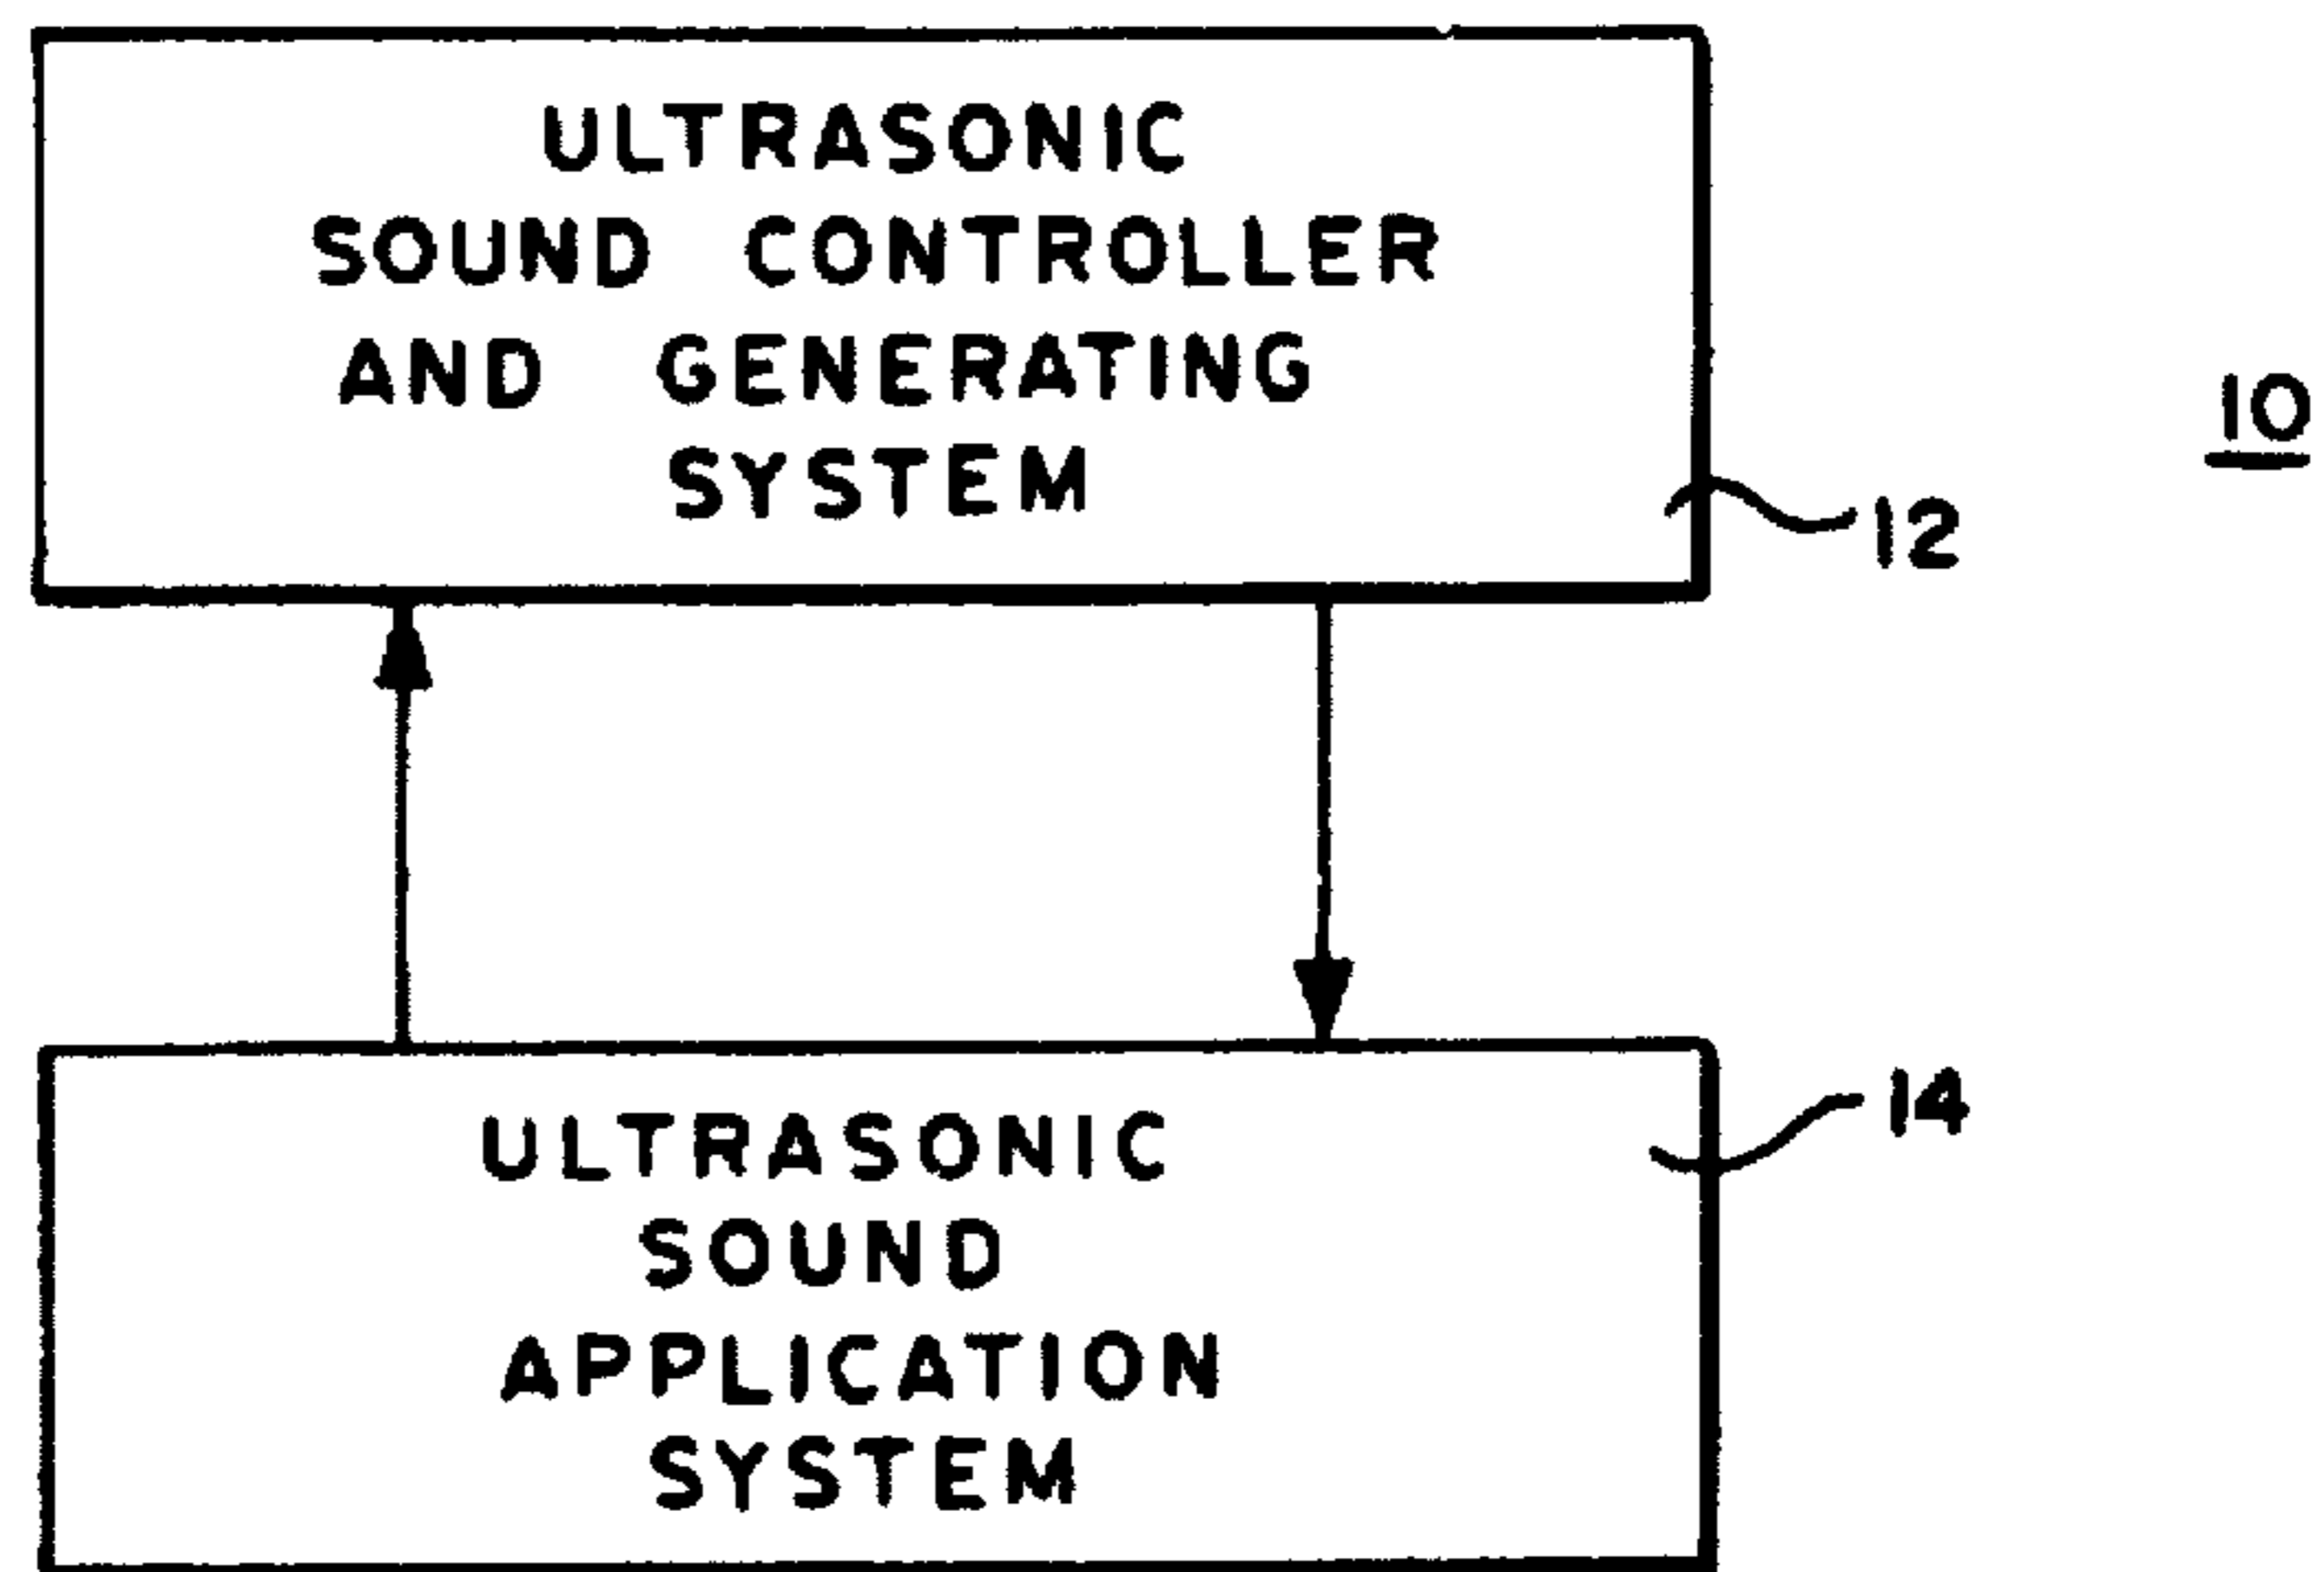 ULTRASONIC
SOUND CONTROLLER
AND GENERATING
SYSTEM
10
12
14
ULTRASONIC
SOUND
APPLICATION
SYSTEM